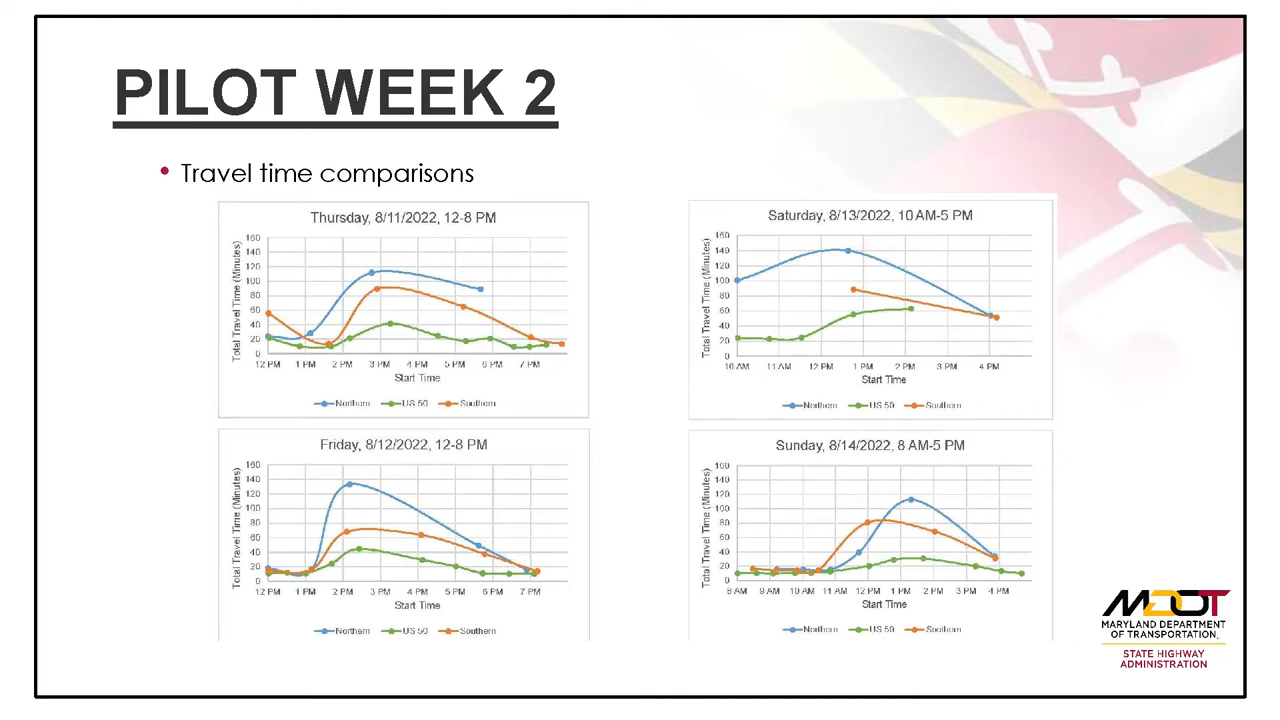 PILOT WEEK 2
• Travel time comparisons
Thursday, 8/11/2022, 12-8 PM
Total Travel Time (Minutes)
160
140
120
100
80
60
40
20
0
12 PM 1 PM 2 PM 3 PM 4 PM 5 PM 6 PM 7 PM
Start Time
Northern US 50 Southern
Saturday, 8/13/2022, 10 AM-5 PM
Total Travel Time (Minutes)
160
140
120
100
80
60
40
20
0
10 AM 11 AM 12 PM 1 PM 2 PM 3 PM 4 PM
Start Time
Northern US 50 Southern
Friday, 8/12/2022, 12-8 PM
Total Travel Time (Minutes)
160
140
120
100
80
60
40
20
0
12 PM 1 PM 2 PM 3 PM 4 PM 5 PM 6 PM 7 PM
Start Time
Northern US 50 Southern
Sunday, 8/14/2022, 8 AM-5 PM
Total Travel Time (Minutes)
160
140
120
100
80
60
40
20
0
8 AM 9 AM 10 AM 11 AM 12 PM 1 PM 2 PM 3 PM 4 PM
Start Time
Northern US 50 Southern
MDOT
MARYLAND DEPARTMENT
OF TRANSPORTATION.
STATE HIGHWAY
ADMINISTRATION